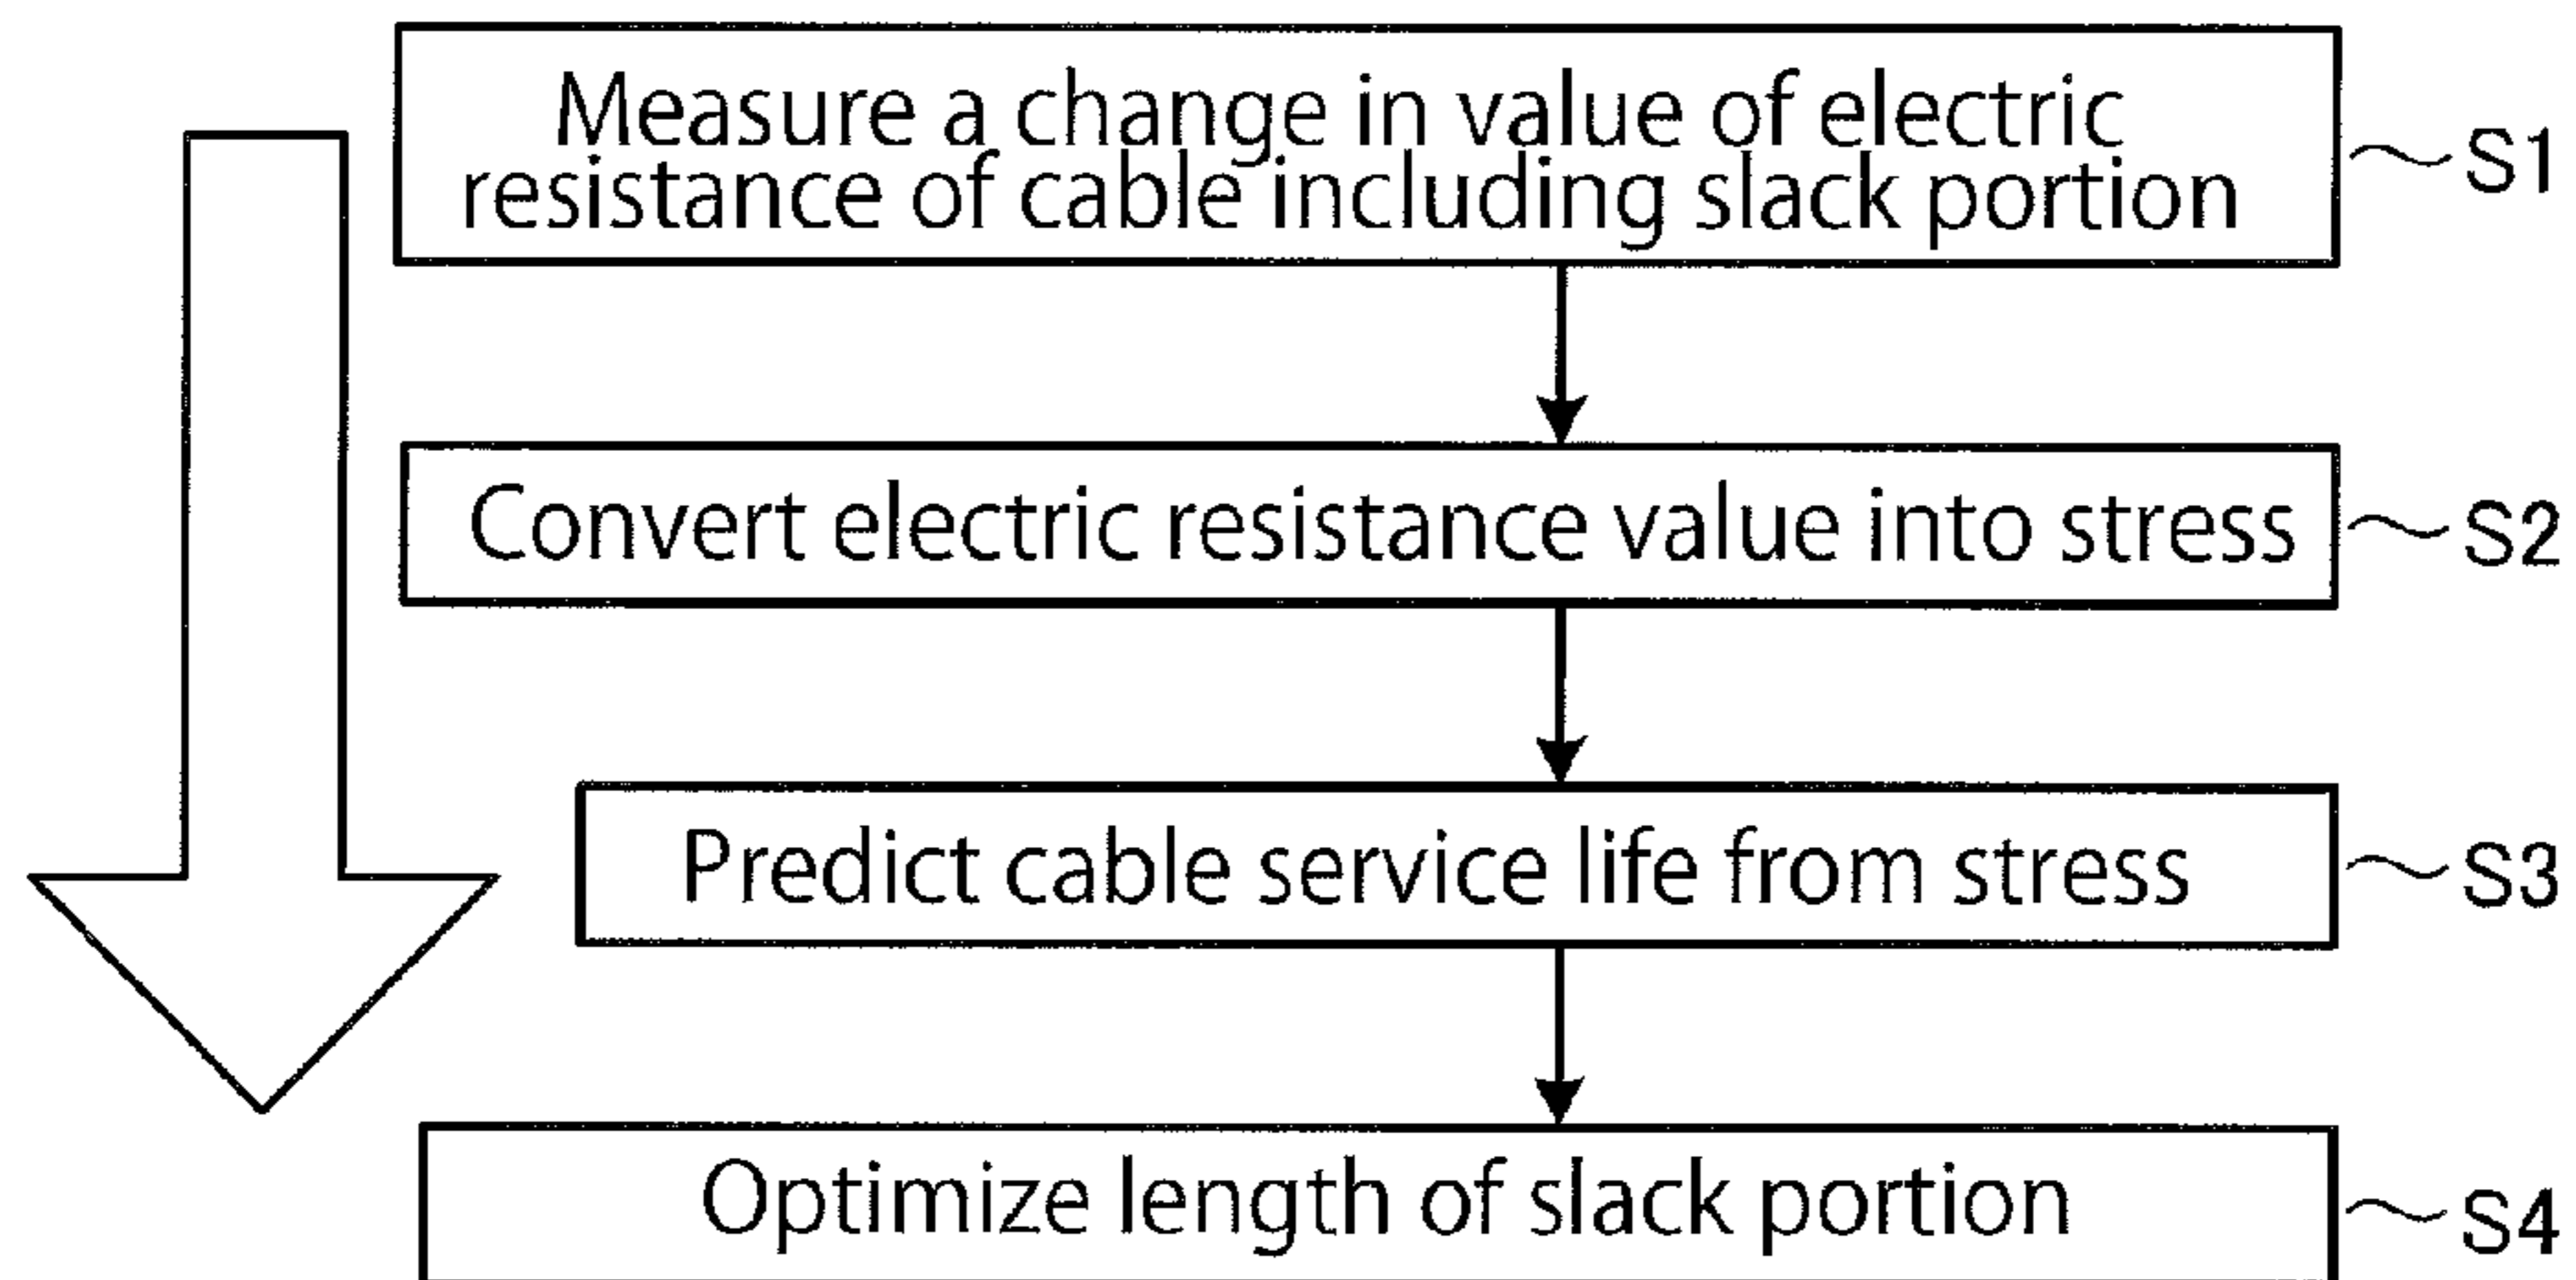 Measure a change in value of electric
resistance of cable including slack portion
S1
Convert electric resistance value into stress
S2
Predict cable service life from stress
S3
Optimize length of slack portion
S4